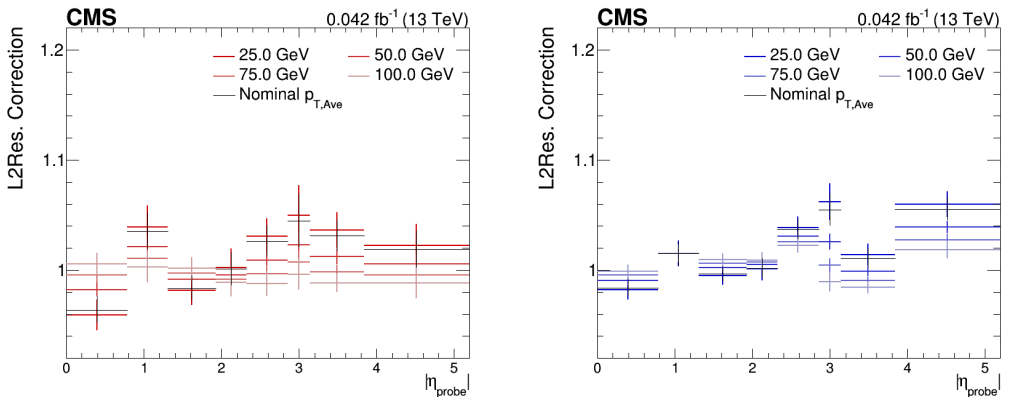 CMS 0.042 fb⁻¹ (13 TeV)
L2Res. Correction
25.0 GeV 50.0 GeV
75.0 GeV 100.0 GeV
Nominal p_T,Ave
1.2
1.1
1
0 1 2 3 4 5
|η_probe|
CMS 0.042 fb⁻¹ (13 TeV)
L2Res. Correction
25.0 GeV 50.0 GeV
75.0 GeV 100.0 GeV
Nominal p_T,Ave
1.2
1.1
1
0 1 2 3 4 5
|η_probe|